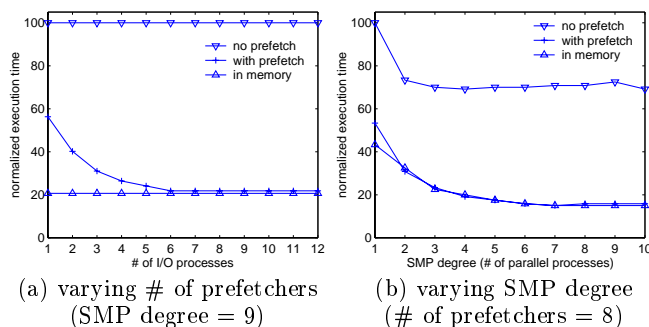 100
80
60
40
20
0
normalized execution time
no prefetch
with prefetch
in memory
1 2 3 4 5 6 7 8 9 10 11 12
# of I/O processes
(a) varying # of prefetchers
(SMP degree = 9)
100
80
60
40
20
0
normalized execution time
no prefetch
with prefetch
in memory
1 2 3 4 5 6 7 8 9 10
SMP degree (# of parallel processes)
(b) varying SMP degree
(# of prefetchers = 8)